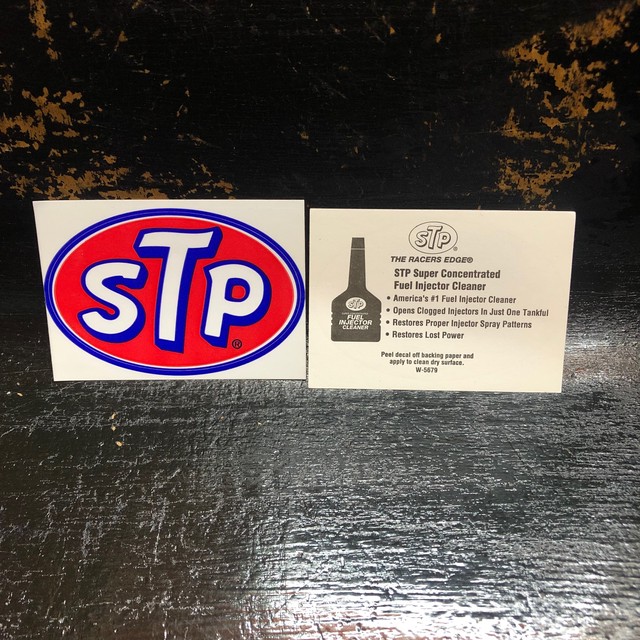 STP®
STP®
THE RACERS EDGE®
STP Super Concentrated
Fuel Injector Cleaner
• America's #1 Fuel Injector Cleaner
• Opens Clogged Injectors In Just One Tankful
• Restores Proper Injector Spray Patterns
• Restores Lost Power
STP
FUEL
INJECTOR
CLEANER
Peel decal off backing paper and
apply to clean dry surface.
W-5679